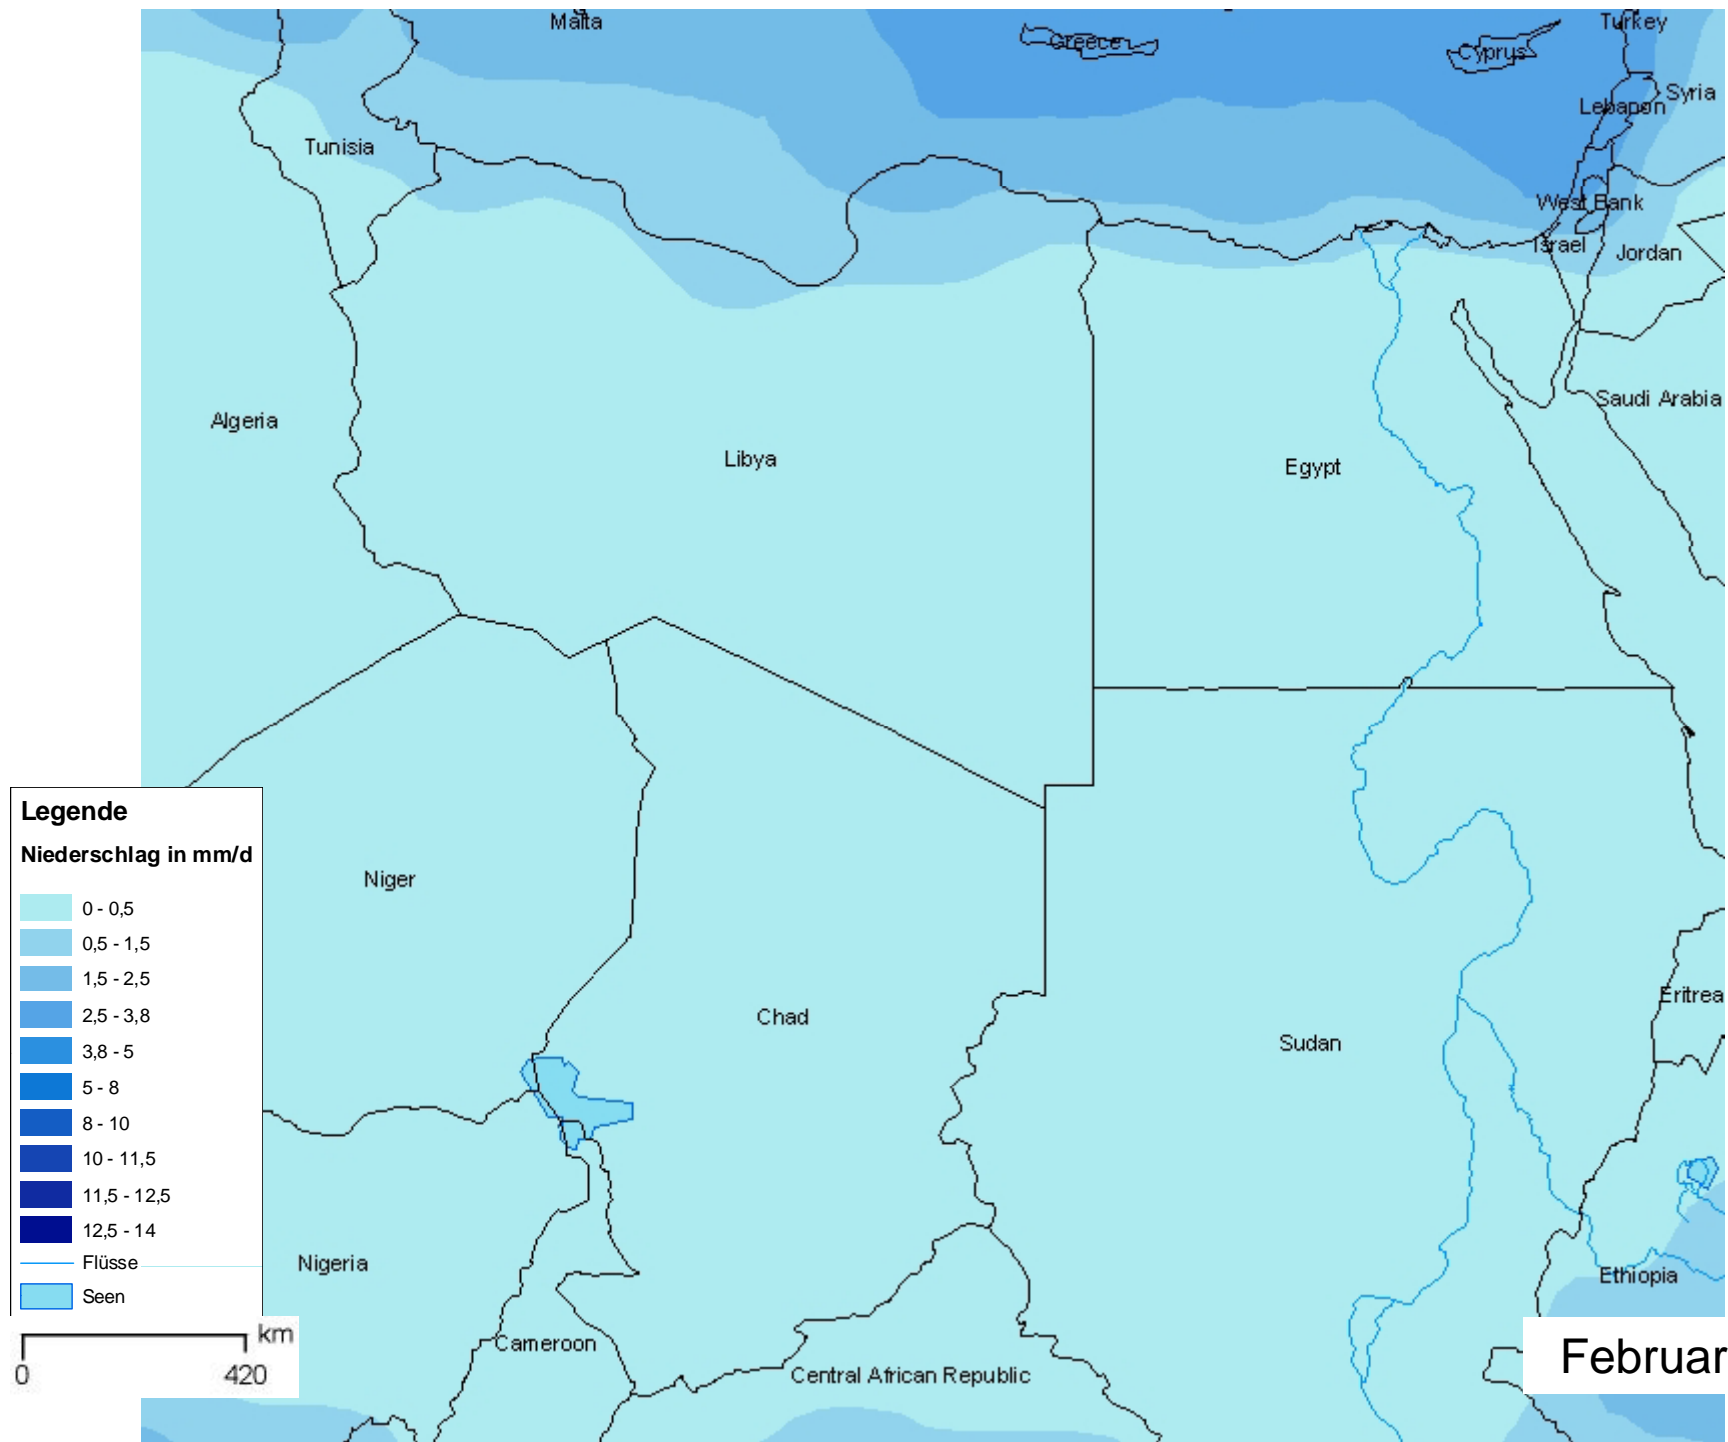 Malta
Greece
Cyprus
Turkey
Syria
Lebanon
Tunisia
West Bank
Israel
Jordan
Saudi Arabia
Algeria
Libya
Egypt
Legende
Niederschlag in mm/d
0 - 0,5
0,5 - 1,5
1,5 - 2,5
2,5 - 3,8
3,8 - 5
5 - 8
8 - 10
10 - 11,5
11,5 - 12,5
12,5 - 14
Flüsse
Seen
Niger
Chad
Sudan
Eritrea
Nigeria
Ethiopia
Cameroon
Central African Republic
km
0 420
Februar